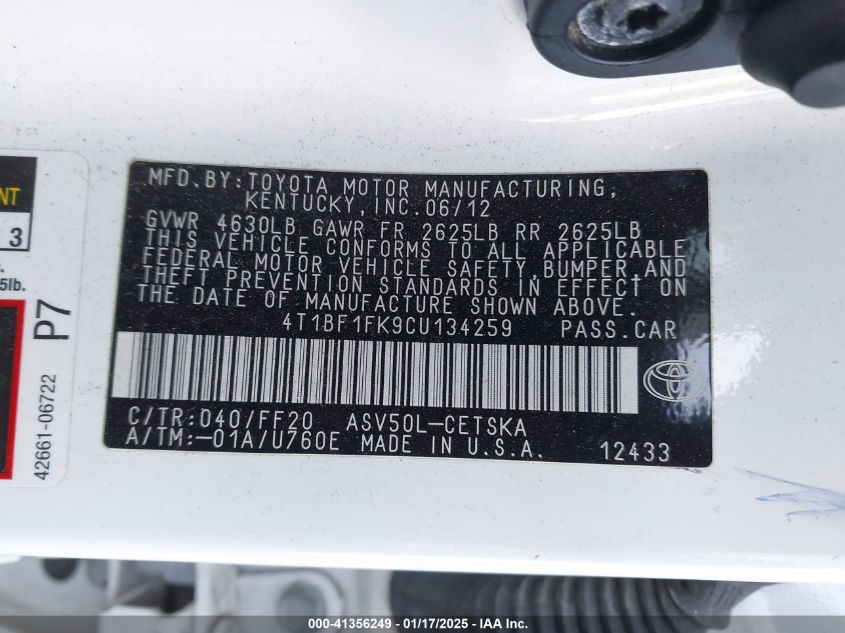 NT
3
5lb.
P7
42661-06722
MFD.BY:TOYOTA MOTOR MANUFACTURING,
KENTUCKY,INC.06/12
GVWR 4630LB GAWR FR 2625LB RR 2625LB
THIS VEHICLE CONFORMS TO ALL APPLICABLE
FEDERAL MOTOR VEHICLE SAFETY,BUMPER,AND
THEFT PREVENTION STANDARDS IN EFFECT ON
THE DATE OF MANUFACTURE SHOWN ABOVE.
4T1BF1FK9CU134259 PASS.CAR
C/TR:040/FF20 ASV50L-CETSKA
A/TM:-01A/U760E MADE IN U.S.A.
12433
000-41356249 - 01/17/2025 - IAA Inc.